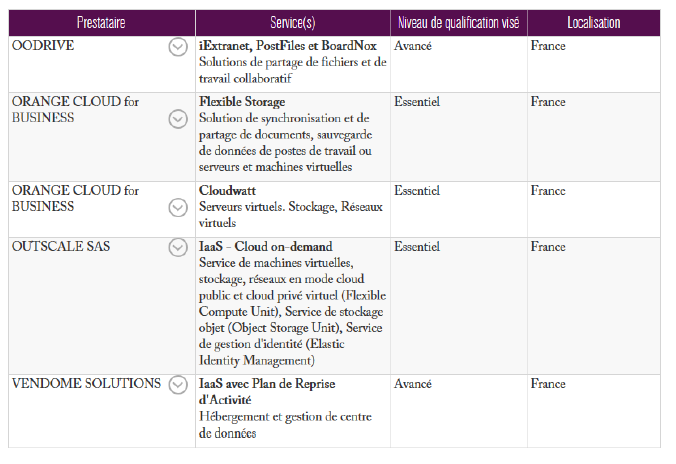 Prestataire Service(s) Niveau de qualification visé Localisation
OODRIVE iExtranet, PostFiles et BoardNox Avancé France
Solutions de partage de fichiers et de
travail collaboratif
ORANGE CLOUD for Flexible Storage Essentiel France
BUSINESS Solution de synchronisation et de
partage de documents, sauvegarde
de données de postes de travail ou
serveurs et machines virtuelles
ORANGE CLOUD for Cloudwatt Essentiel France
BUSINESS Serveurs virtuels. Stockage, Réseaux
virtuels
OUTSCALE SAS IaaS - Cloud on-demand Essentiel France
Service de machines virtuelles,
stockage, réseaux en mode cloud
public et cloud privé virtuel (Flexible
Compute Unit), Service de stockage
objet (Object Storage Unit), Service
de gestion d'identité (Elastic
Identity Management)
VENDOME SOLUTIONS IaaS avec Plan de Reprise Avancé France
d'Activité
Hébergement et gestion de centre
de données